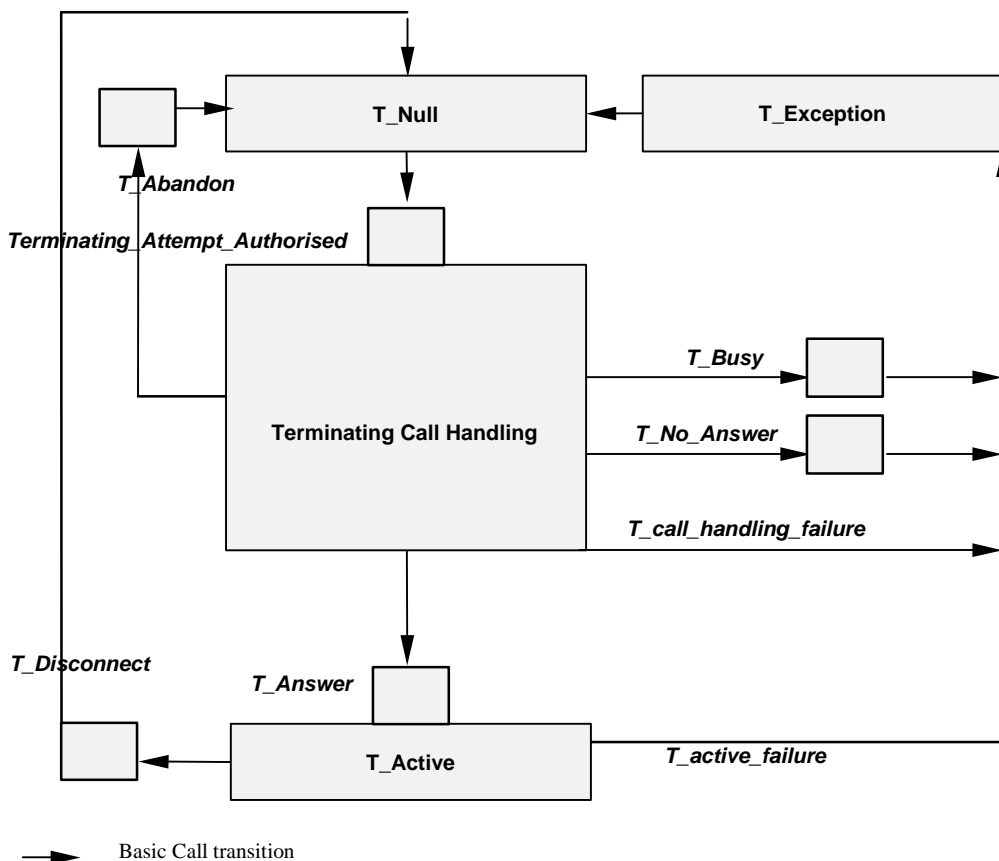 T_Null
T_Exception
T_Abandon
Terminating_Attempt_Authorised
T_Busy
Terminating Call Handling
T_No_Answer
T_call_handling_failure
T_Disconnect
T_Answer
T_Active
T_active_failure
Basic Call transition